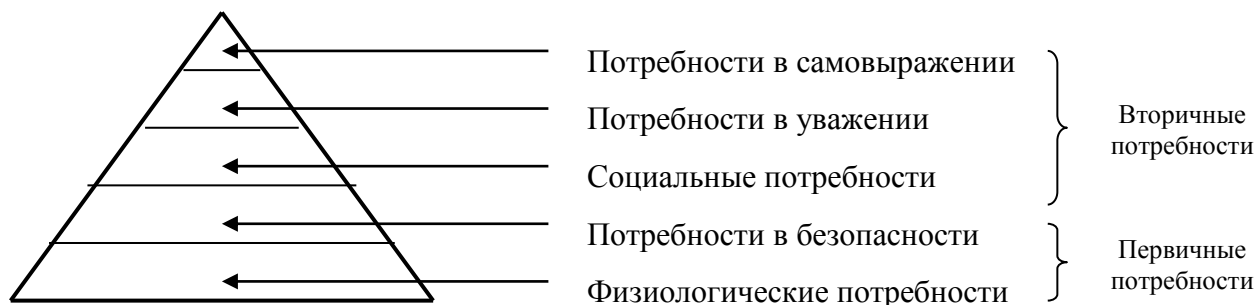 Потребности в самовыражении
Потребности в уважении
Социальные потребности
Потребности в безопасности
Физиологические потребности
Вторичные
потребности
Первичные
потребности